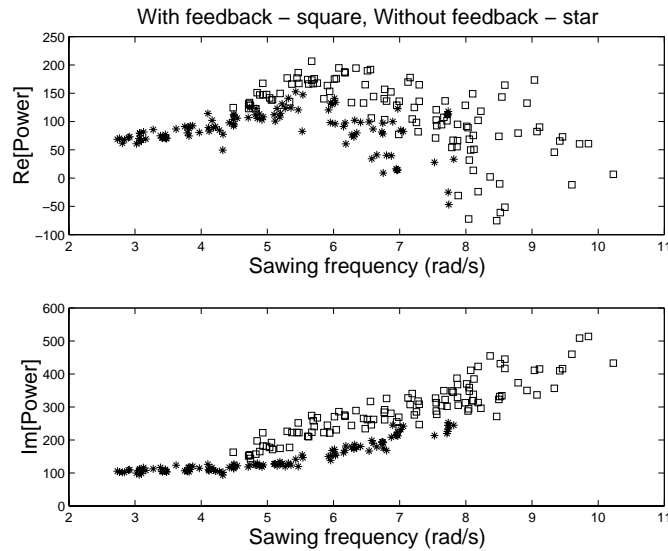 With feedback − square, Without feedback − star
250
200
150
100
50
0
−50
−100
Re[Power]
2 3 4 5 6 7 8 9 10 11
Sawing frequency (rad/s)
600
500
400
300
200
100
0
Im[Power]
2 3 4 5 6 7 8 9 10 11
Sawing frequency (rad/s)